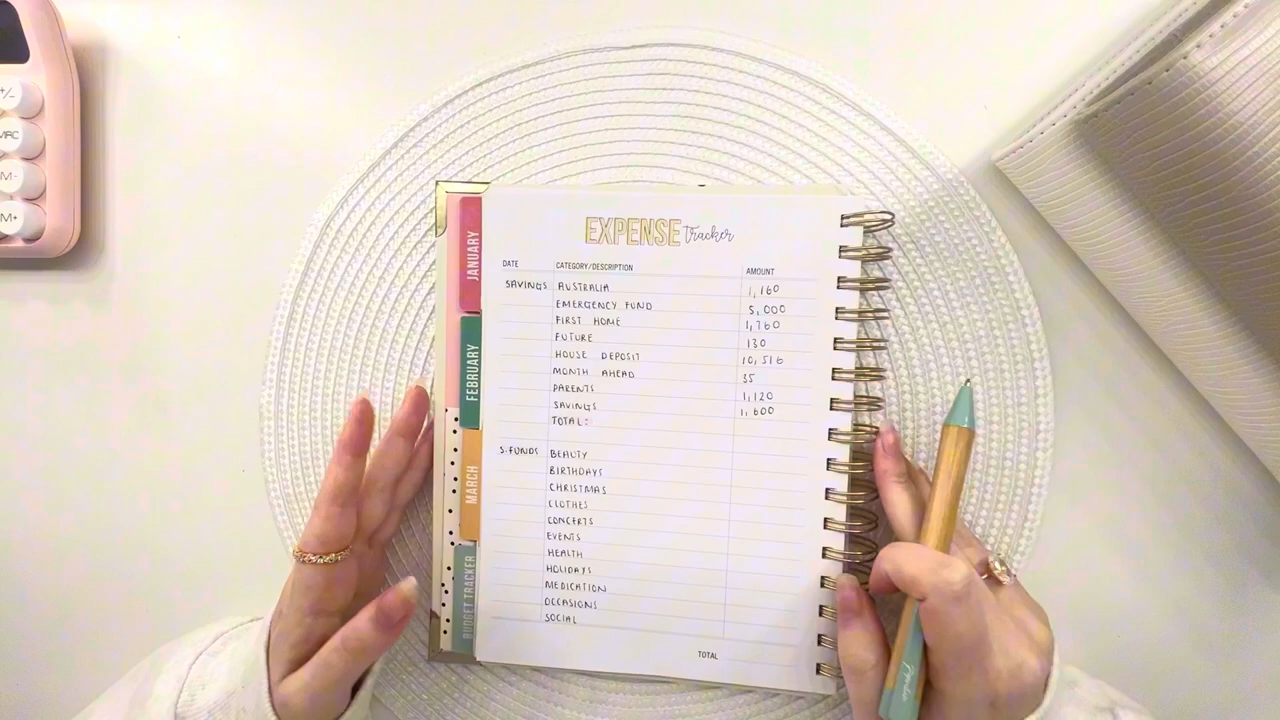 +/-
MRC
M-
M+
EXPENSE tracker
DATE CATEGORY/DESCRIPTION AMOUNT
SAVINGS AUSTRALIA 1,160
EMERGENCY FUND 5,000
FIRST HOME 1,760
FUTURE 130
HOUSE DEPOSIT 10,516
MONTH AHEAD 35
PARENTS 1,120
SAVINGS 1,600
TOTAL:
S.FUNDS BEAUTY
BIRTHDAYS
CHRISTMAS
CLOTHES
CONCERTS
EVENTS
HEALTH
HOLIDAYS
MEDICATION
OCCASIONS
SOCIAL
TOTAL
JANUARY
FEBRUARY
MARCH
BUDGET TRACKER